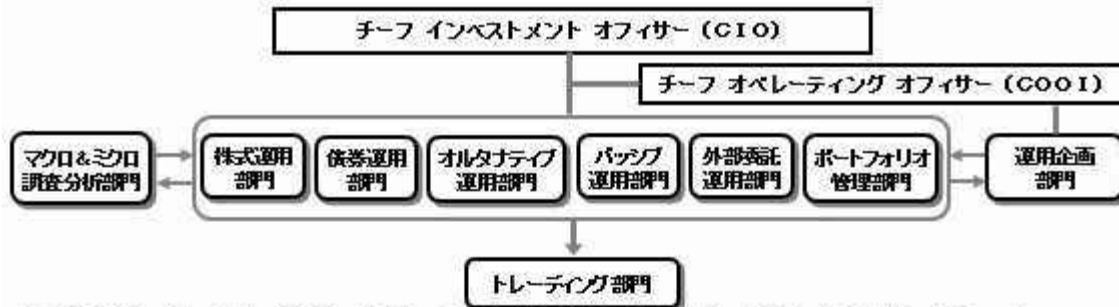 チーフ インベストメント オフィサー (CIO)
チーフ オペレーティング オフィサー (COOI)
マクロ&ミクロ
調査分析部門
株式運用
部門
債券運用
部門
オルタナティブ
運用部門
パッシブ
運用部門
外部委託
運用部門
ポートフォリオ
管理部門
運用企画
部門
トレーディング部門